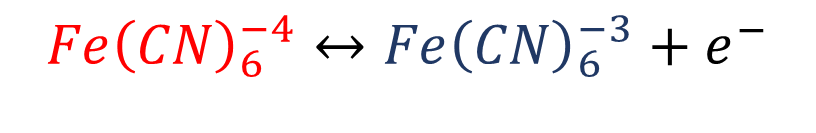 Fe(CN)₆⁻⁴ ↔ Fe(CN)₆⁻³ + e⁻